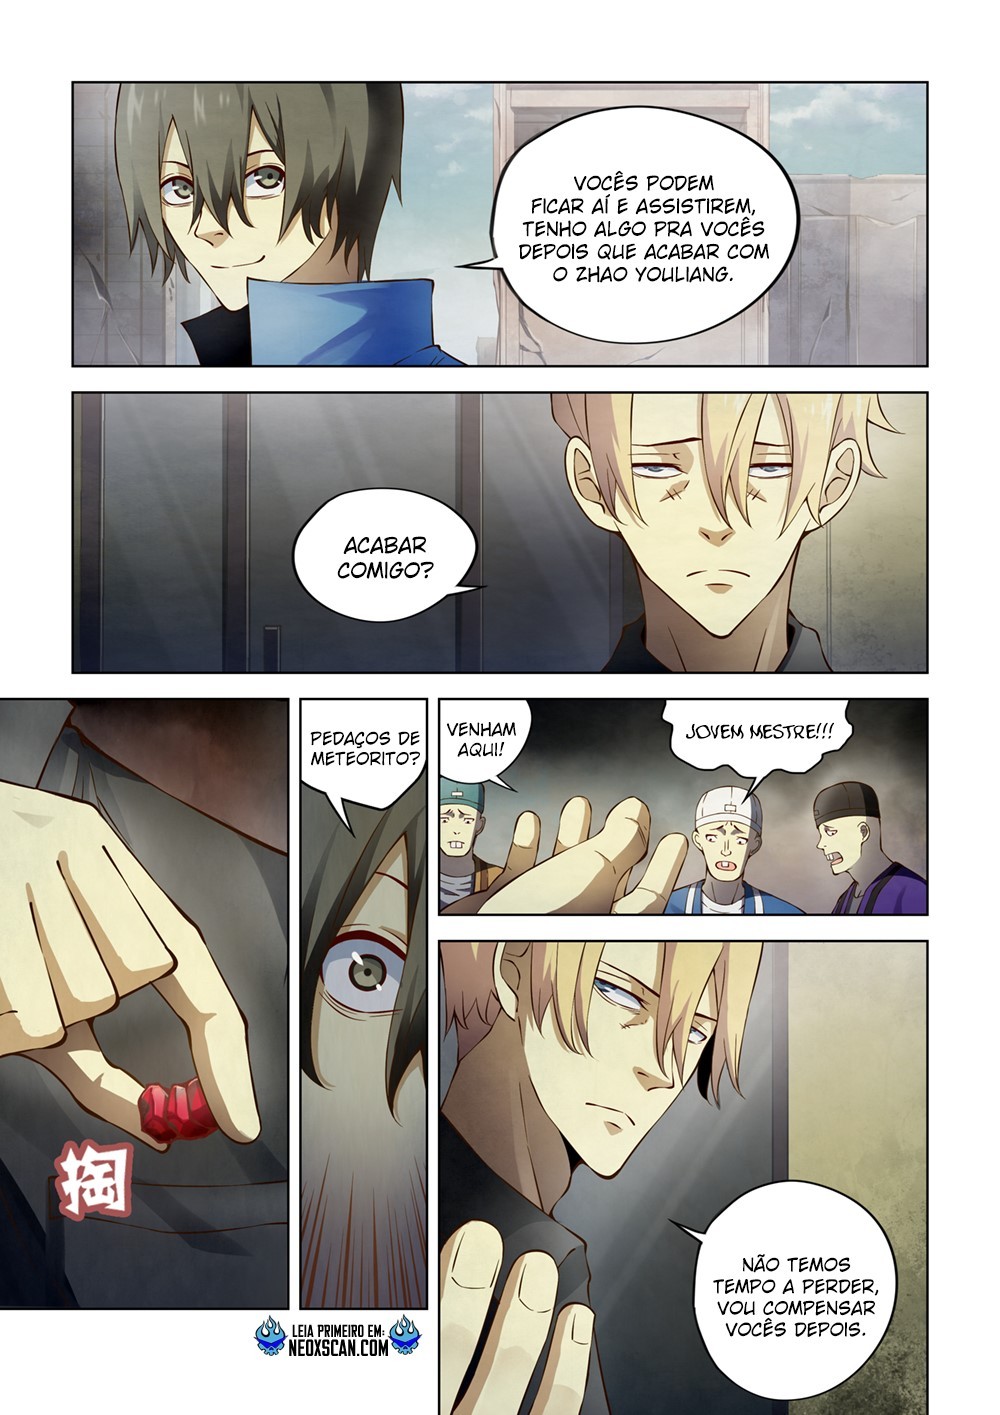 VOCÊS PODEM
FICAR AÍ E ASSISTIREM,
TENHO ALGO PRA VOCÊS
DEPOIS QUE ACABAR COM
O ZHAO YOULIANG.
ACABAR
COMIGO?
VENHAM
AQUI!
JOVEM MESTRE!!!
PEDAÇOS DE
METEORITO?
掏
NÃO TEMOS
TEMPO A PERDER,
VOU COMPENSAR
VOCÊS DEPOIS.
LEIA PRIMEIRO EM:
NEOXSCAN.COM